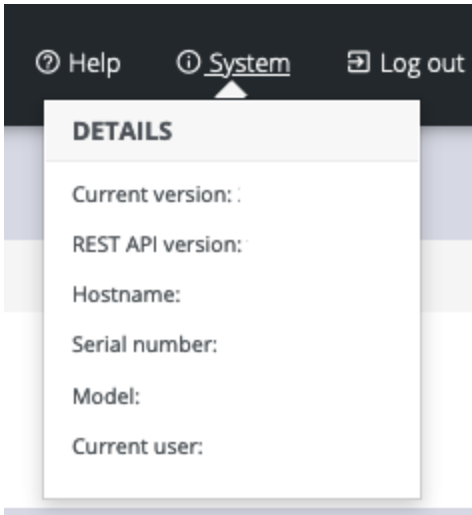 Help System Log out
DETAILS
Current version:
REST API version:
Hostname:
Serial number:
Model:
Current user: